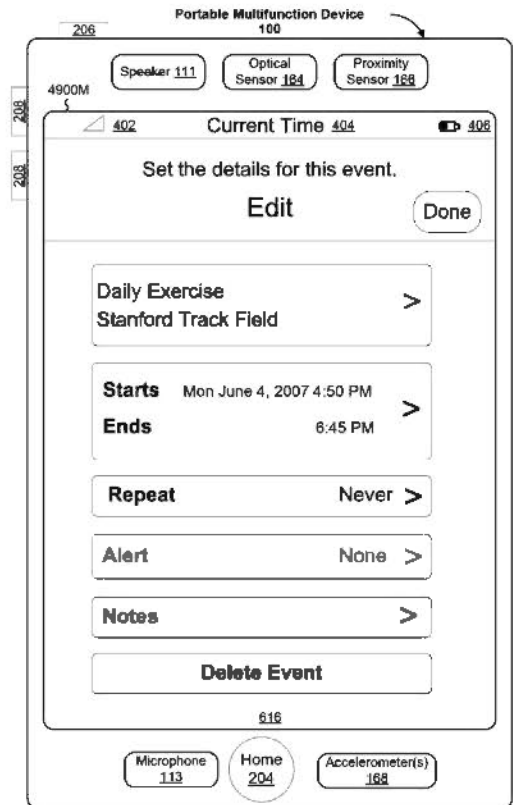 Portable Multifunction Device
100
206
Speaker 111
Optical Sensor 164
Proximity Sensor 166
4900M
208
208
402
Current Time 404
406
Set the details for this event.
Edit
Done
Daily Exercise
Stanford Track Field
>
Starts Mon June 4, 2007 4:50 PM
>
Ends 6:45 PM
Repeat Never >
Alert None >
Notes >
Delete Event
616
Microphone 113
Home 204
Accelerometer(s) 168